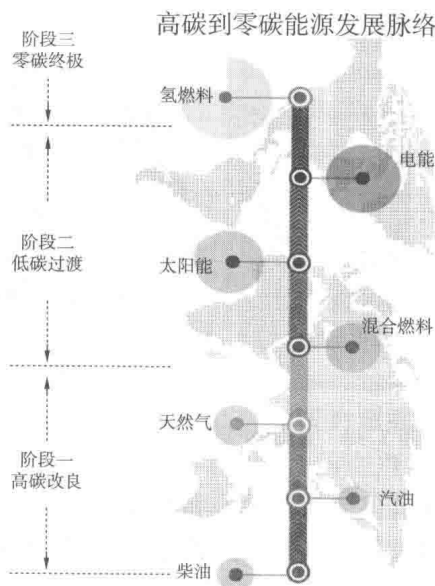 高碳到零碳能源发展脉络
阶段三
零碳终极
氢燃料
电能
阶段二
低碳过渡
太阳能
混合燃料
天然气
阶段一
高碳改良
汽油
柴油